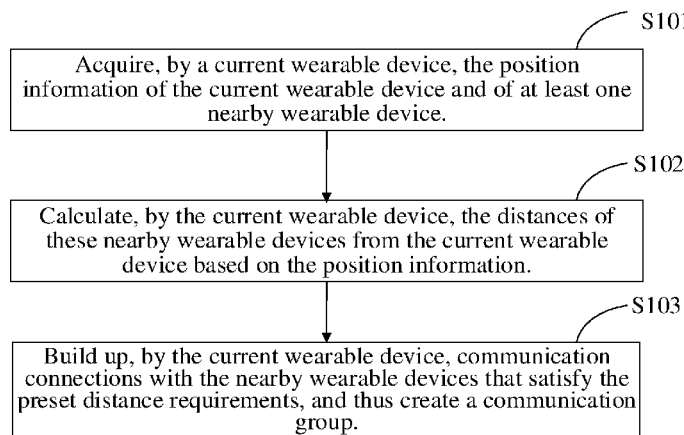 S101
Acquire, by a current wearable device, the position
information of the current wearable device and of at least one
nearby wearable device.
S102
Calculate, by the current wearable device, the distances of
these nearby wearable devices from the current wearable
device based on the position information.
S103
Build up, by the current wearable device, communication
connections with the nearby wearable devices that satisfy the
preset distance requirements, and thus create a communication
group.